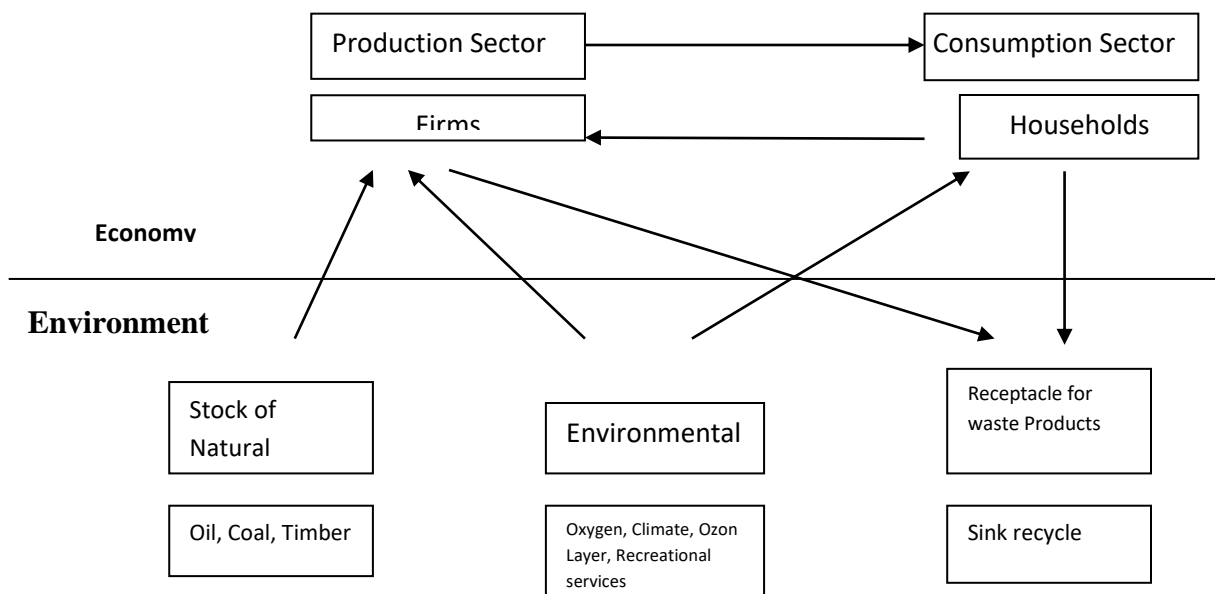 Production Sector
Consumption Sector
Firms
Households
Economy
Environment
Stock of
Natural
Environmental
Receptacle for
waste Products
Oil, Coal, Timber
Oxygen, Climate, Ozon
Layer, Recreational
services
Sink recycle